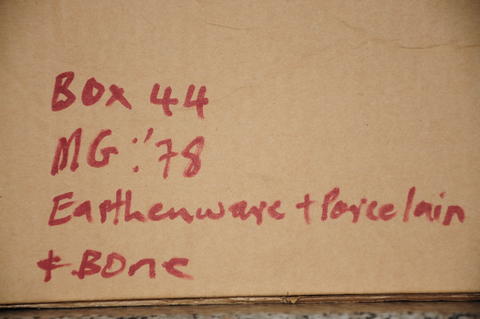 Box 44
MG:'78
Earthenware + Porcelain
+ Bone